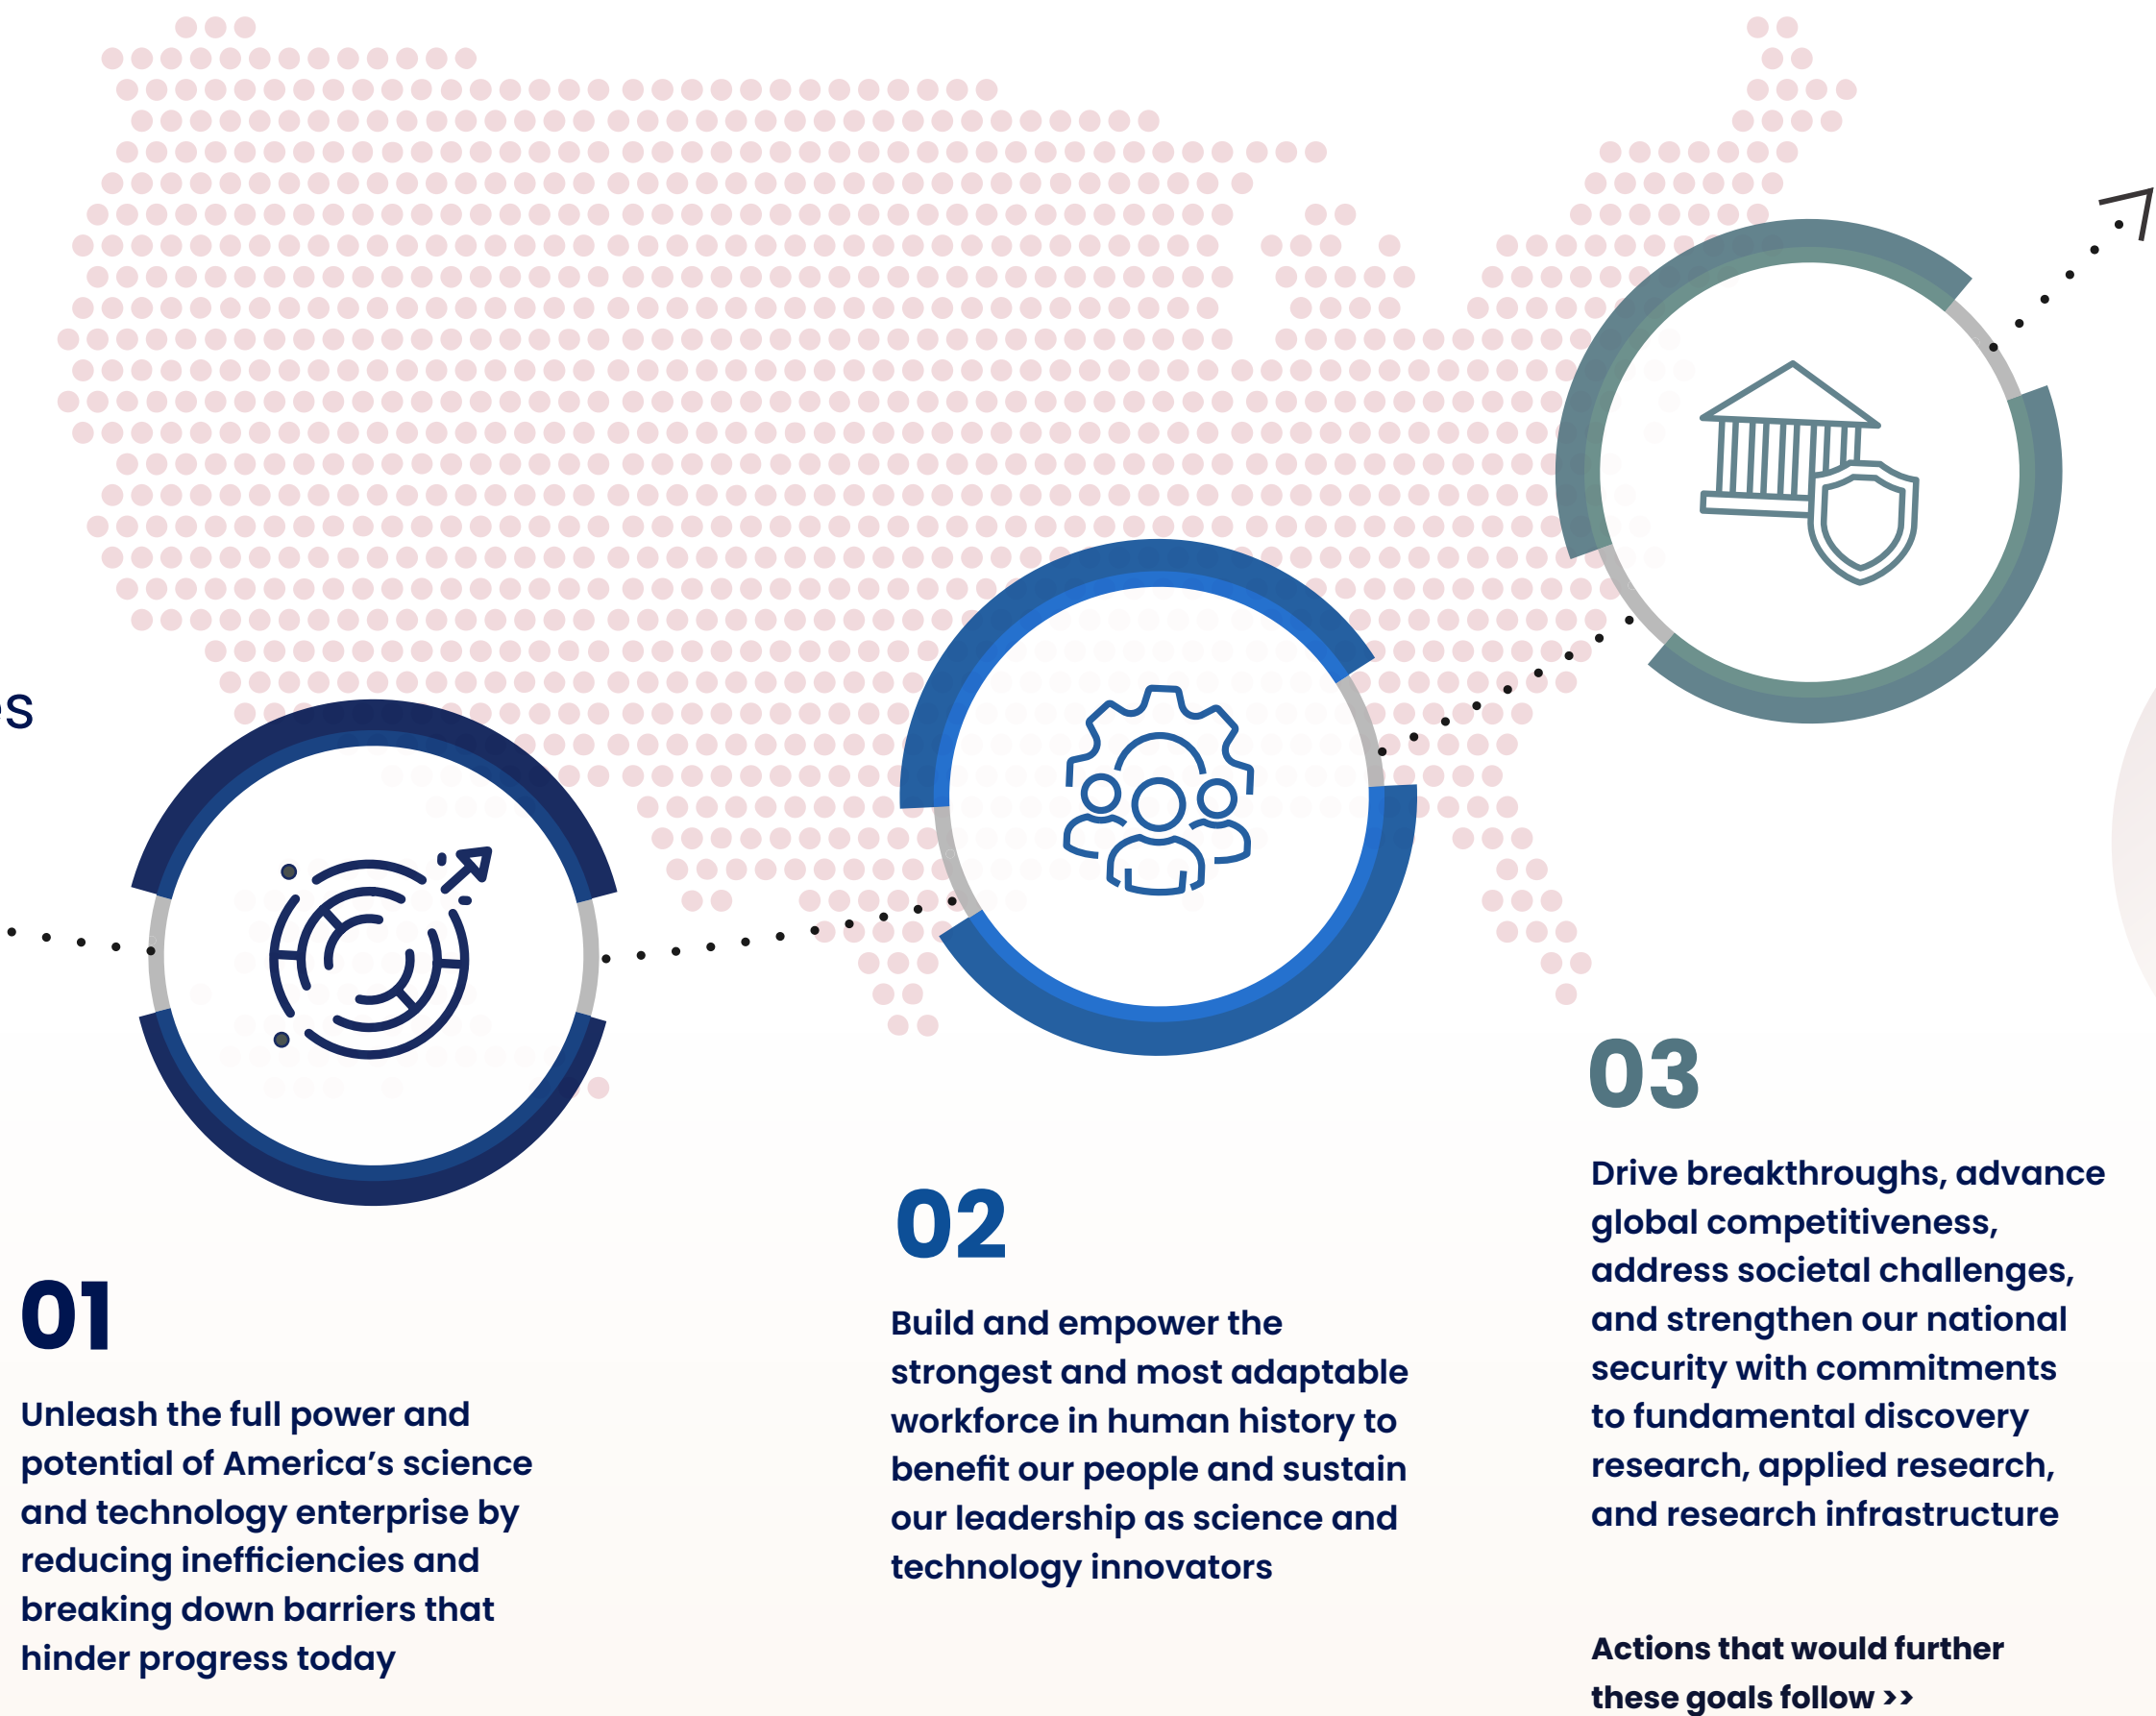 01
Unleash the full power and
potential of America’s science
and technology enterprise by
reducing inefficiencies and
breaking down barriers that
hinder progress today
02
Build and empower the
strongest and most adaptable
workforce in human history to
benefit our people and sustain
our leadership as science and
technology innovators
03
Drive breakthroughs, advance
global competitiveness,
address societal challenges,
and strengthen our national
security with commitments
to fundamental discovery
research, applied research,
and research infrastructure
Actions that would further
these goals follow >>